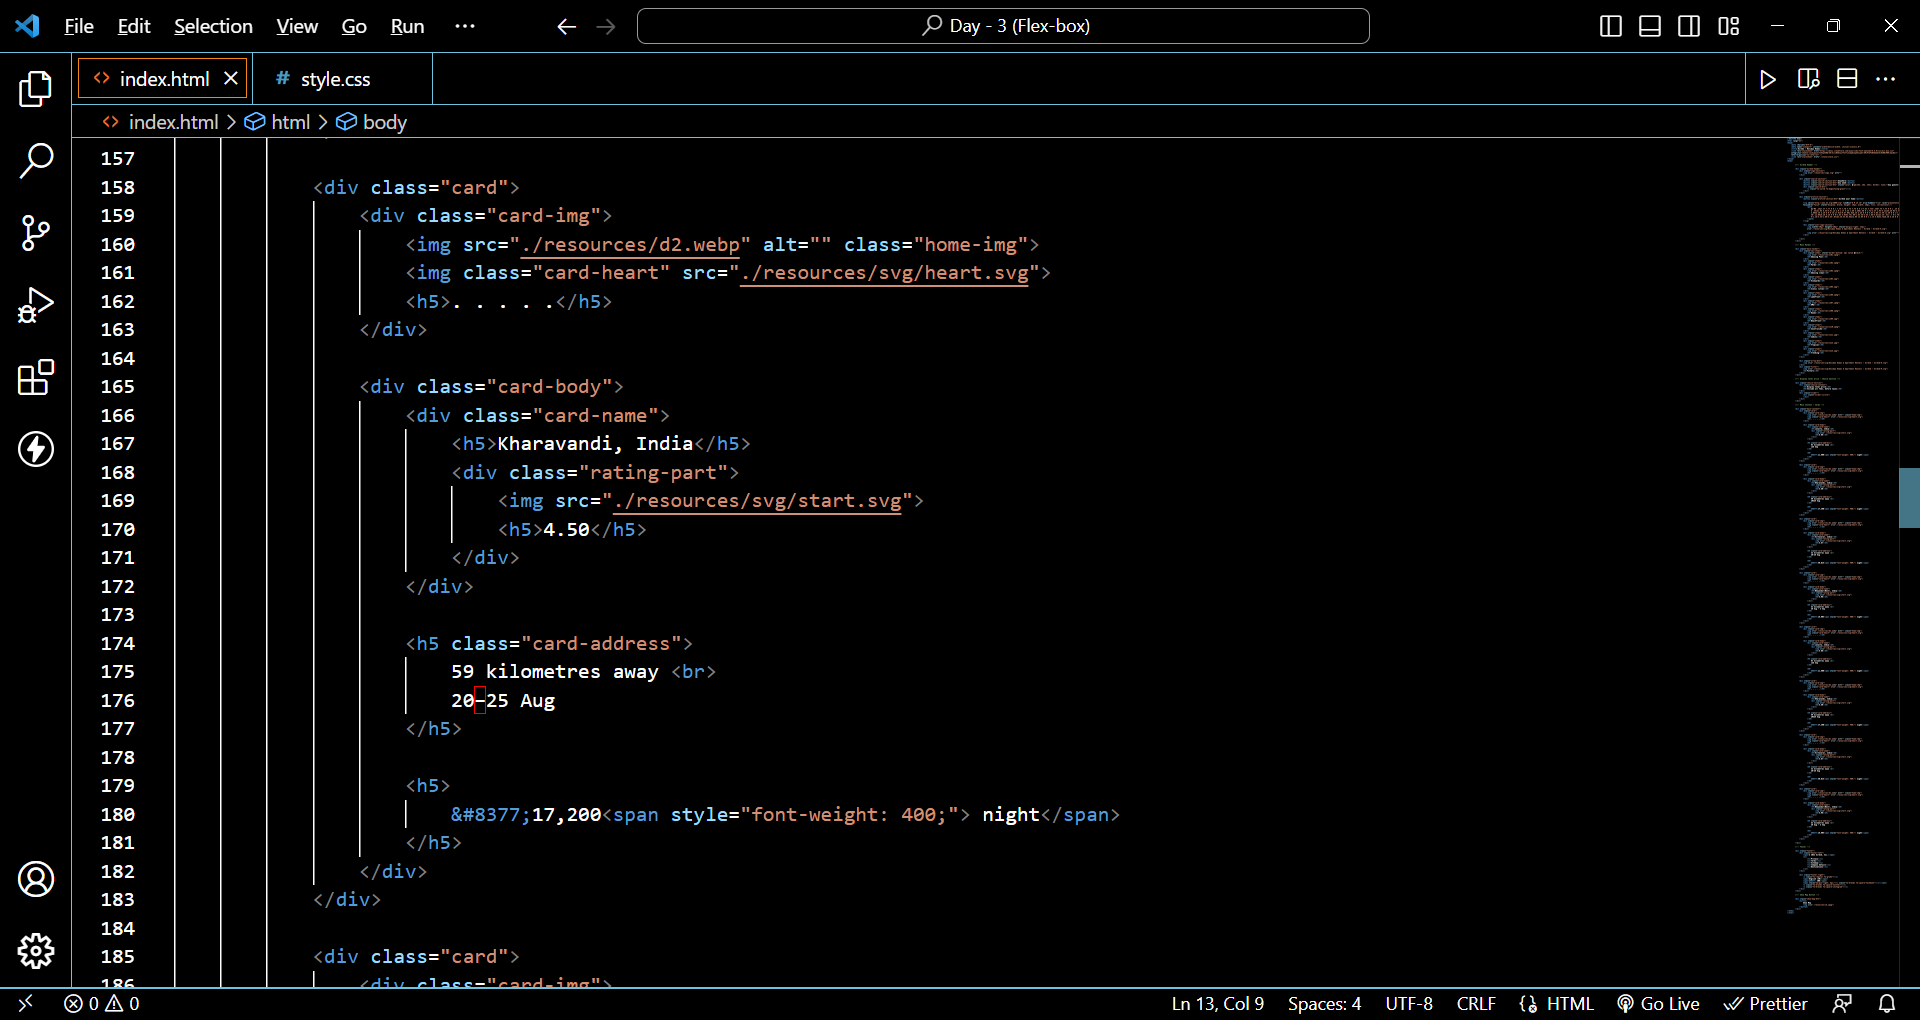 File Edit Selection View Go Run ··· Day - 3 (Flex-box)
index.html # style.css
index.html > html > body
157
158 <div class="card">
159 <div class="card-img">
160 <img src="./resources/d2.webp" alt="" class="home-img">
161 <img class="card-heart" src="./resources/svg/heart.svg">
162 <h5>. . . . .</h5>
163 </div>
164
165 <div class="card-body">
166 <div class="card-name">
167 <h5>Kharavandi, India</h5>
168 <div class="rating-part">
169 <img src="./resources/svg/start.svg">
170 <h5>4.50</h5>
171 </div>
172 </div>
173
174 <h5 class="card-address">
175 59 kilometres away <br>
176 20–25 Aug
177 </h5>
178
179 <h5>
180 &#8377;17,200<span style="font-weight: 400;"> night</span>
181 </h5>
182 </div>
183 </div>
184
185 <div class="card">
186 <div class="card-img">
0 0 Ln 13, Col 9 Spaces: 4 UTF-8 CRLF HTML Go Live Prettier